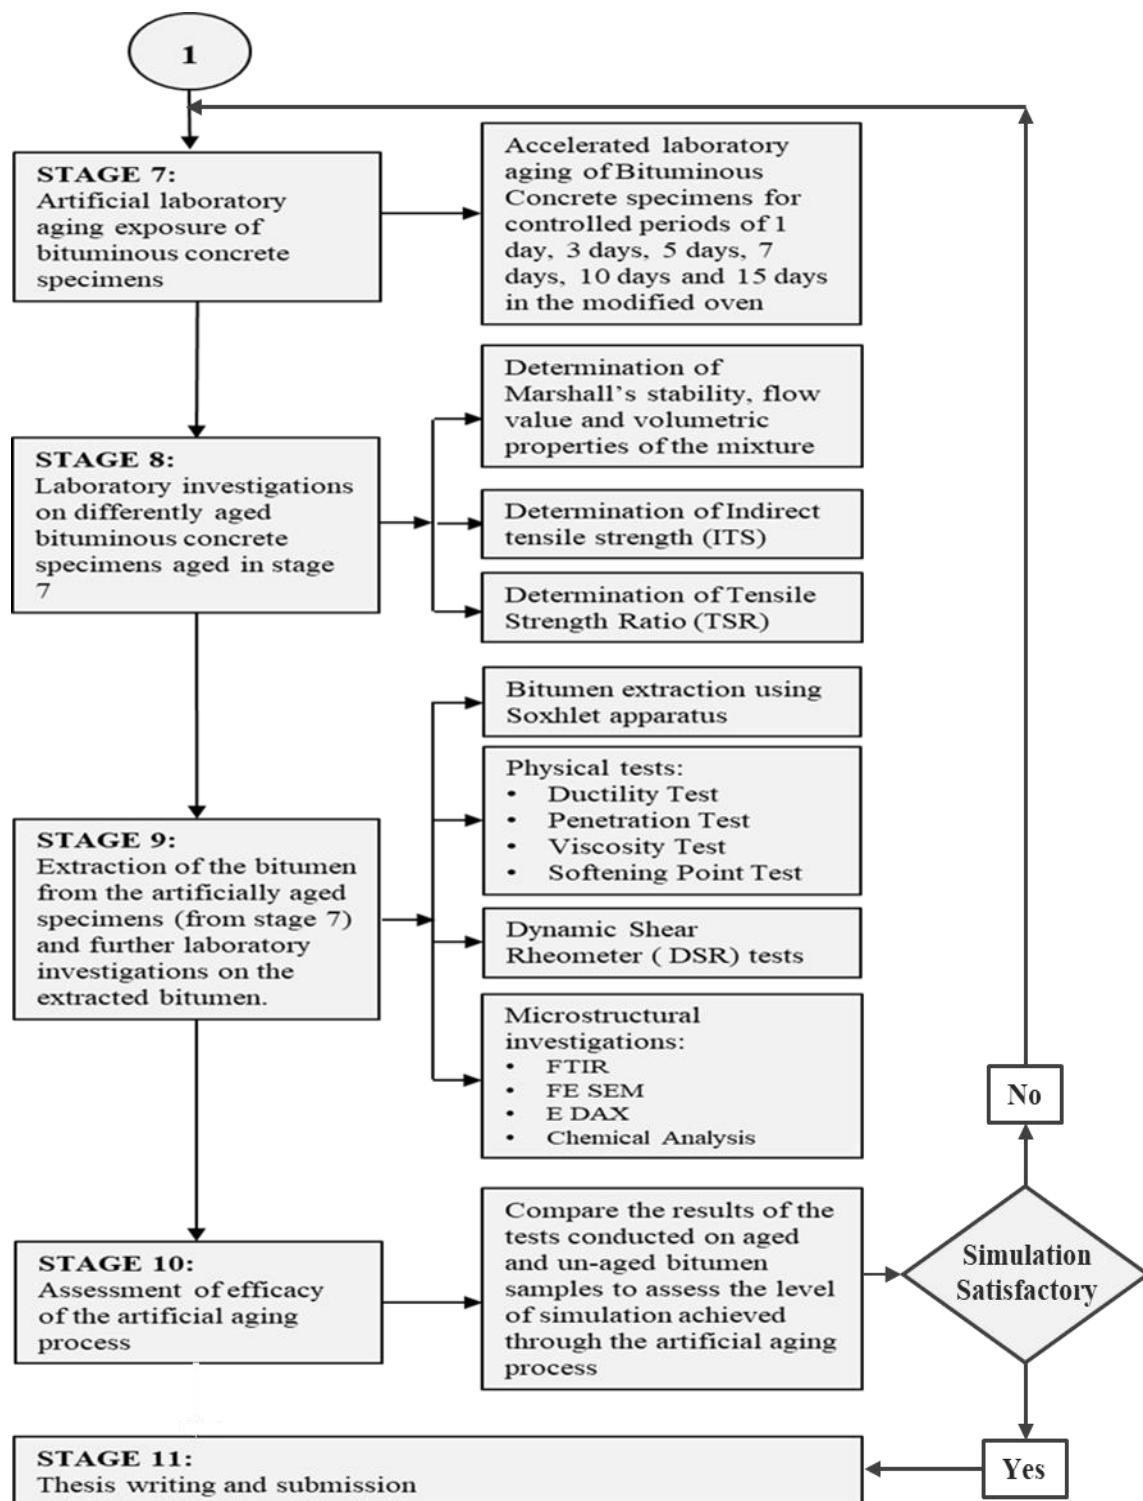 1
STAGE 7:
Artificial laboratory
aging exposure of
bituminous concrete
specimens
Accelerated laboratory
aging of Bituminous
Concrete specimens for
controlled periods of 1
day, 3 days, 5 days, 7
days, 10 days and 15 days
in the modified oven
STAGE 8:
Laboratory investigations
on differently aged
bituminous concrete
specimens aged in stage
7
Determination of
Marshall’s stability, flow
value and volumetric
properties of the mixture
Determination of Indirect
tensile strength (ITS)
Determination of Tensile
Strength Ratio (TSR)
STAGE 9:
Extraction of the bitumen
from the artificially aged
specimens (from stage 7)
and further laboratory
investigations on the
extracted bitumen.
Bitumen extraction using
Soxhlet apparatus
Physical tests:
• Ductility Test
• Penetration Test
• Viscosity Test
• Softening Point Test
Dynamic Shear
Rheometer ( DSR) tests
Microstructural
investigations:
• FTIR
• FE SEM
• E DAX
• Chemical Analysis
STAGE 10:
Assessment of efficacy
of the artificial aging
process
Compare the results of the
tests conducted on aged
and un-aged bitumen
samples to assess the level
of simulation achieved
through the artificial aging
process
Simulation
Satisfactory
No
Yes
STAGE 11:
Thesis writing and submission